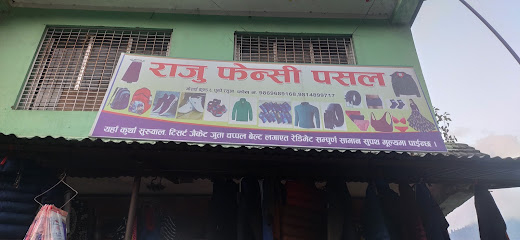 राजु फेन्सी पसल
यहाँ कुर्था सुरुवाल टिसर्ट ज्याकेट जुत्ता चप्पल बेल्ट लगायत रेडिमेट सम्पूर्ण सामान सुपथ मूल्यमा पाईन्छ ।